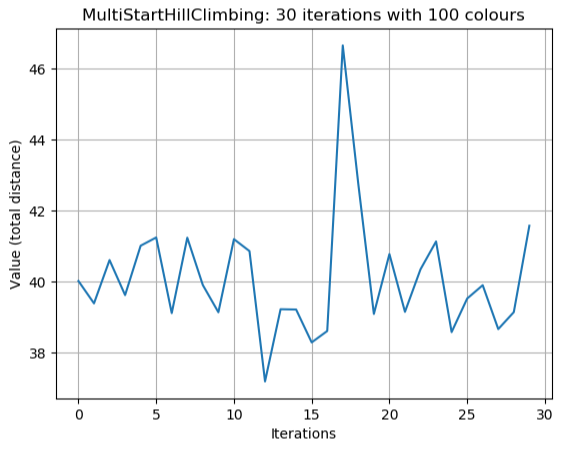 MultiStartHillClimbing: 30 iterations with 100 colours
46
44
42
40
38
Value (total distance)
0 5 10 15 20 25 30
Iterations